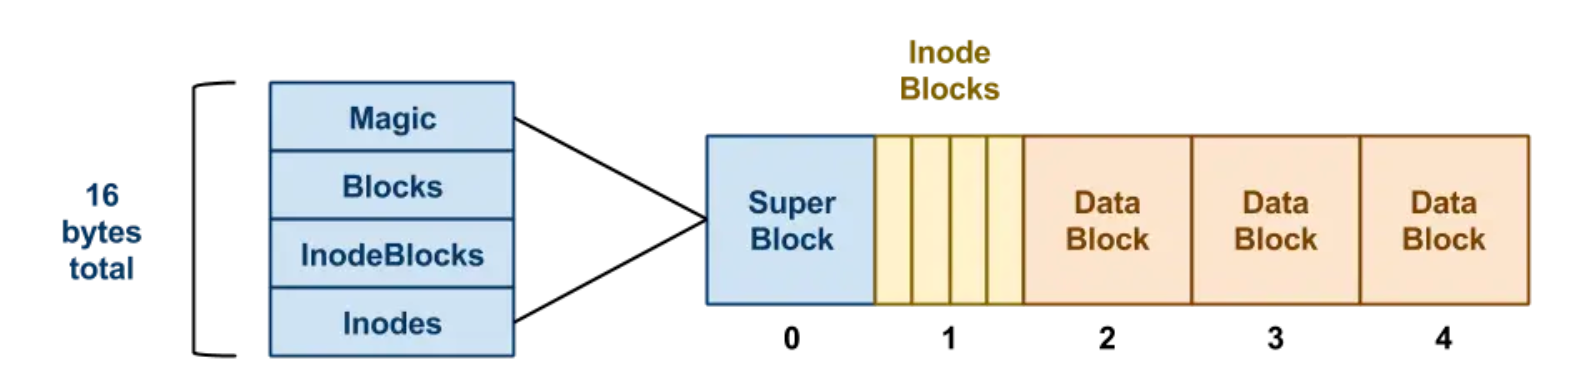 16
bytes
total
Magic
Blocks
InodeBlocks
Inodes
Inode
Blocks
Super
Block
Data
Block
Data
Block
Data
Block
0
1
2
3
4